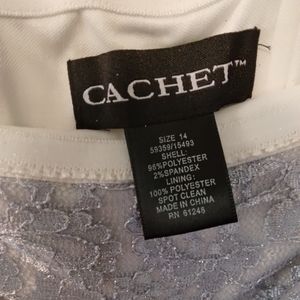 CACHET™
SIZE 14
59359/15493
SHELL:
96%POLYESTER
2%SPANDEX
LINING:
100%POLYESTER
SPOT CLEAN
MADE IN CHINA
RN 61245